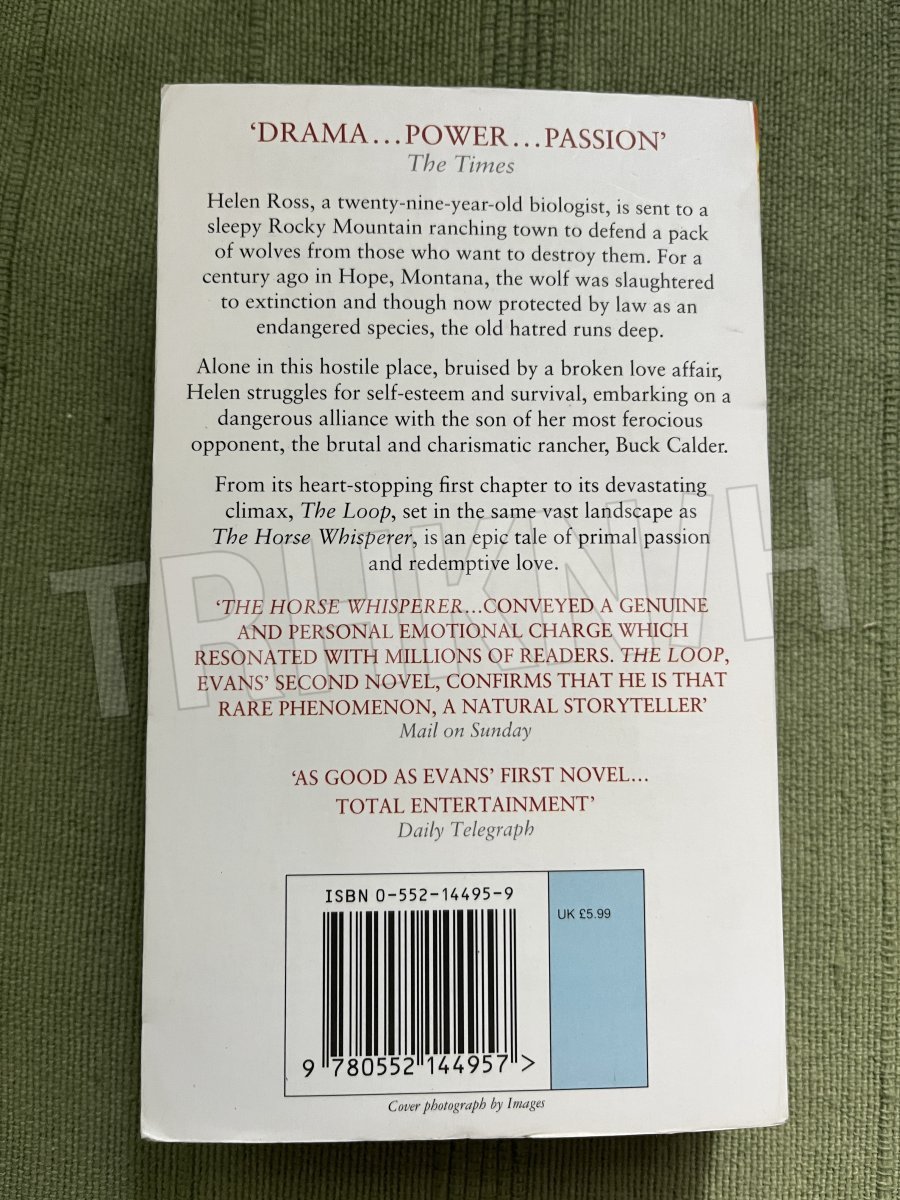 ‘DRAMA...POWER...PASSION’
The Times
Helen Ross, a twenty-nine-year-old biologist, is sent to a
sleepy Rocky Mountain ranching town to defend a pack
of wolves from those who want to destroy them. For a
century ago in Hope, Montana, the wolf was slaughtered
to extinction and though now protected by law as an
endangered species, the old hatred runs deep.
Alone in this hostile place, bruised by a broken love affair,
Helen struggles for self-esteem and survival, embarking on a
dangerous alliance with the son of her most ferocious
opponent, the brutal and charismatic rancher, Buck Calder.
From its heart-stopping first chapter to its devastating
climax, The Loop, set in the same vast landscape as
The Horse Whisperer, is an epic tale of primal passion
and redemptive love.
‘THE HORSE WHISPERER...CONVEYED A GENUINE
AND PERSONAL EMOTIONAL CHARGE WHICH
RESONATED WITH MILLIONS OF READERS. THE LOOP,
EVANS’ SECOND NOVEL, CONFIRMS THAT HE IS THAT
RARE PHENOMENON, A NATURAL STORYTELLER’
Mail on Sunday
‘AS GOOD AS EVANS’ FIRST NOVEL...
TOTAL ENTERTAINMENT’
Daily Telegraph
ISBN 0-552-14495-9
UK £5.99
9 780552 144957 >
Cover photograph by Images